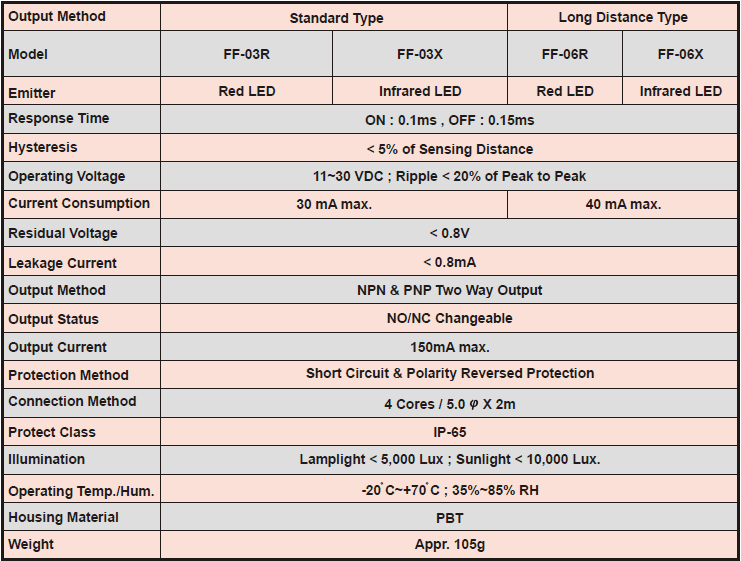 Output Method Standard Type Long Distance Type
Model FF-03R FF-03X FF-06R FF-06X
Emitter Red LED Infrared LED Red LED Infrared LED
Response Time ON : 0.1ms , OFF : 0.15ms
Hysteresis < 5% of Sensing Distance
Operating Voltage 11~30 VDC ; Ripple < 20% of Peak to Peak
Current Consumption 30 mA max. 40 mA max.
Residual Voltage < 0.8V
Leakage Current < 0.8mA
Output Method NPN & PNP Two Way Output
Output Status NO/NC Changeable
Output Current 150mA max.
Protection Method Short Circuit & Polarity Reversed Protection
Connection Method 4 Cores / 5.0 φ X 2m
Protect Class IP-65
Illumination Lamplight < 5,000 Lux ; Sunlight < 10,000 Lux.
Operating Temp./Hum. -20°C~+70°C ; 35%~85% RH
Housing Material PBT
Weight Appr. 105g